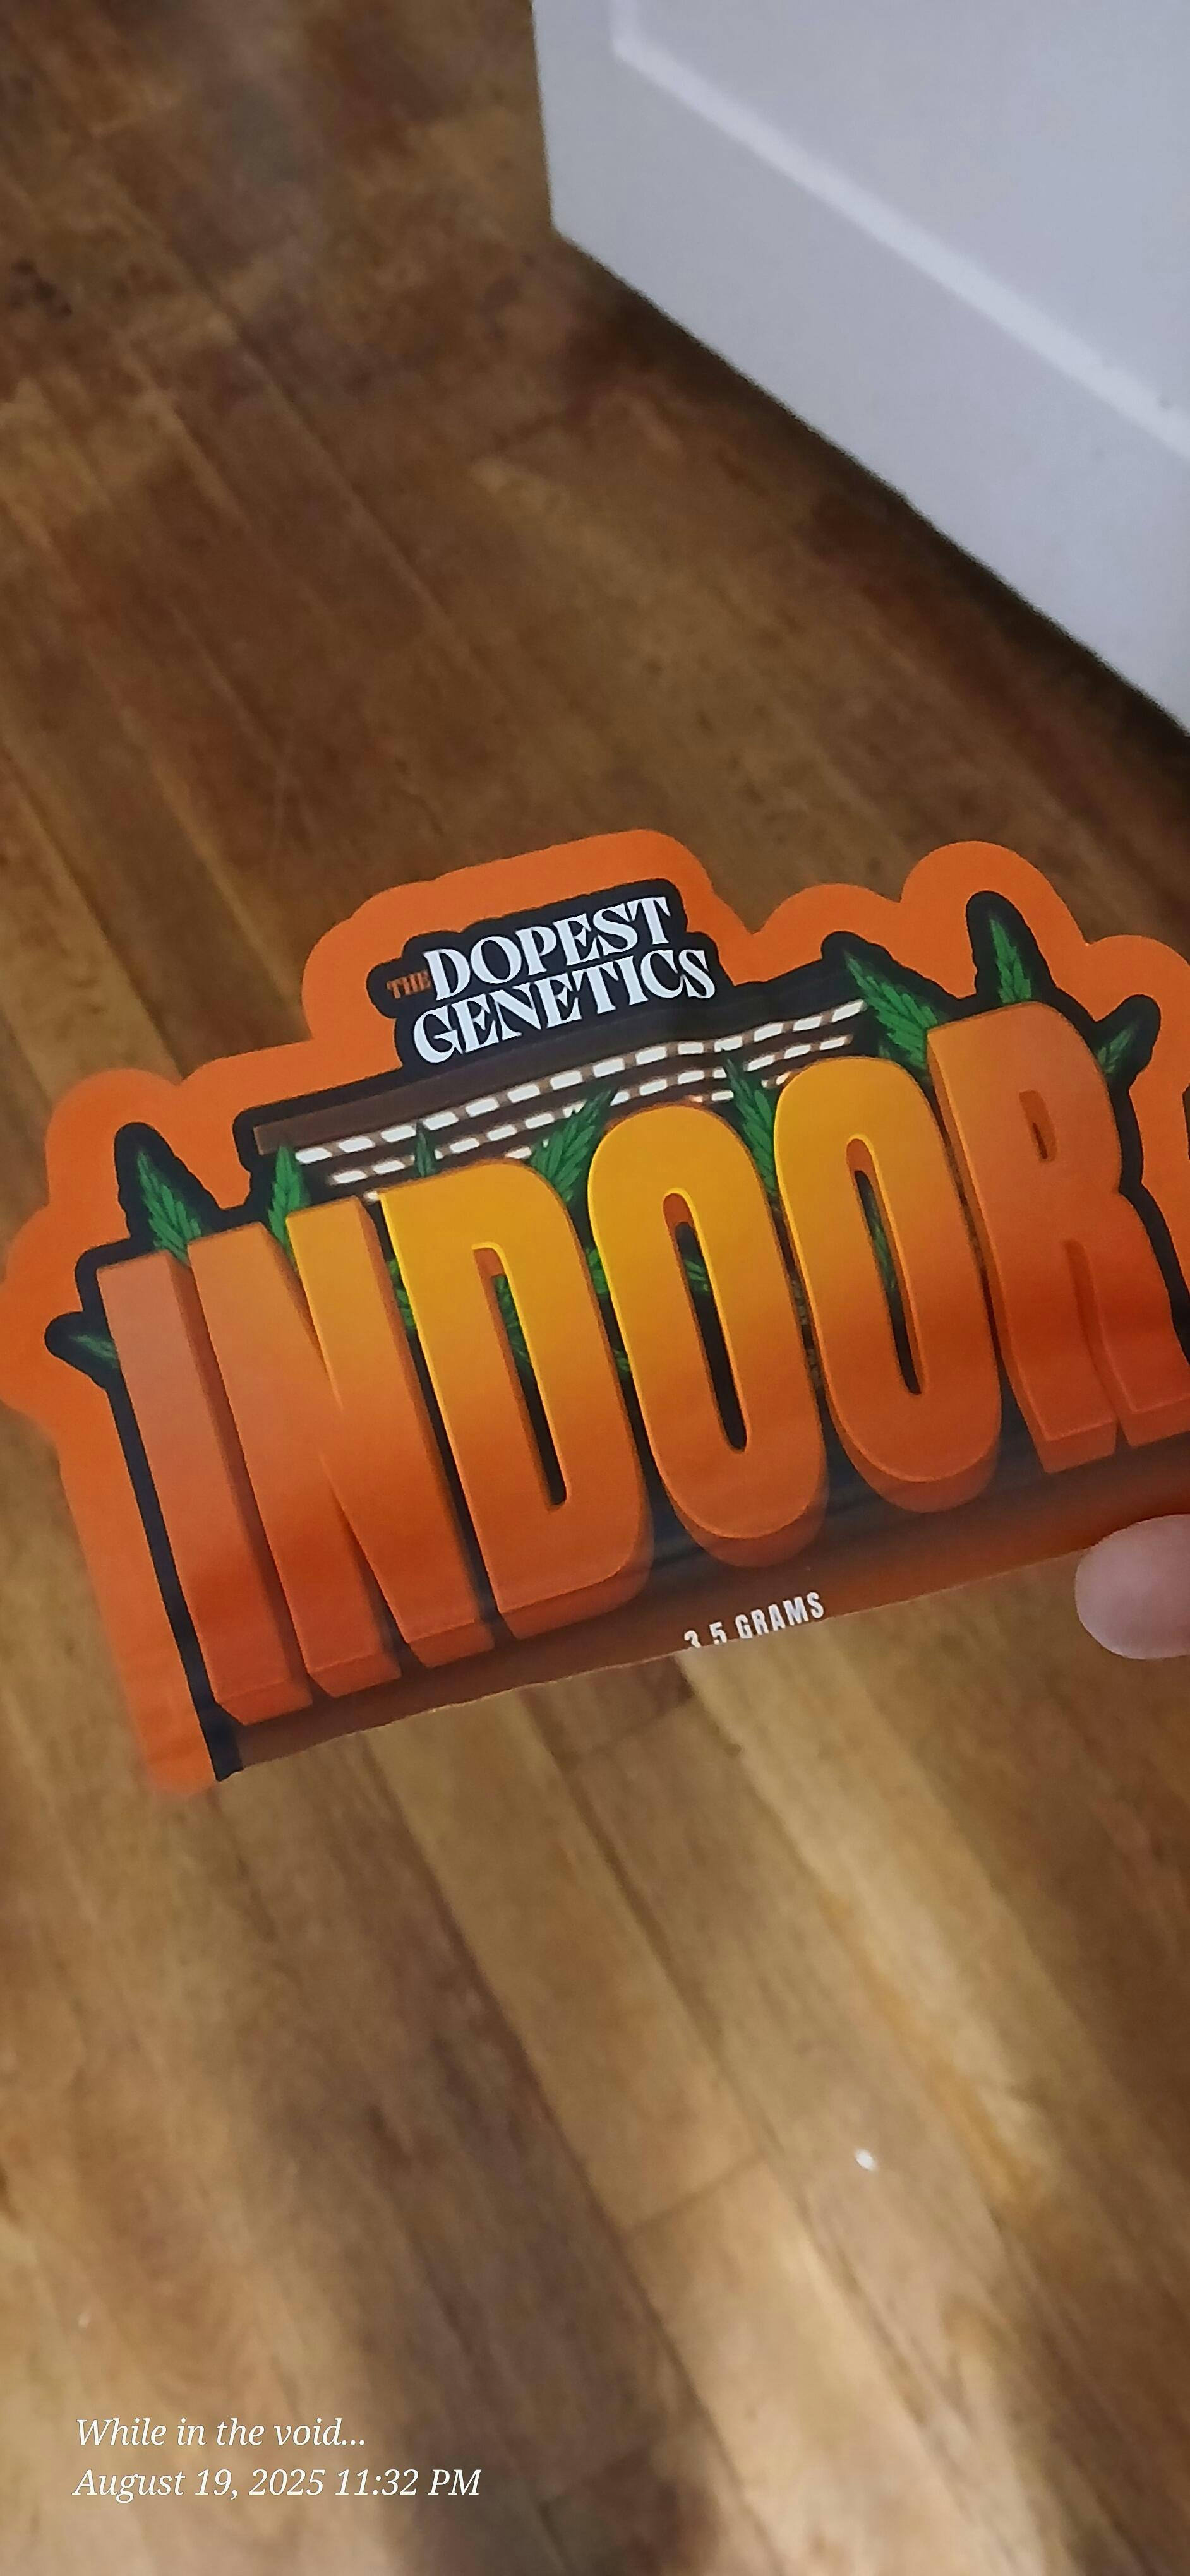 THE DOPEST
GENETICS
INDOOR
3.5 GRAMS
While in the void...
August 19, 2025 11:32 PM